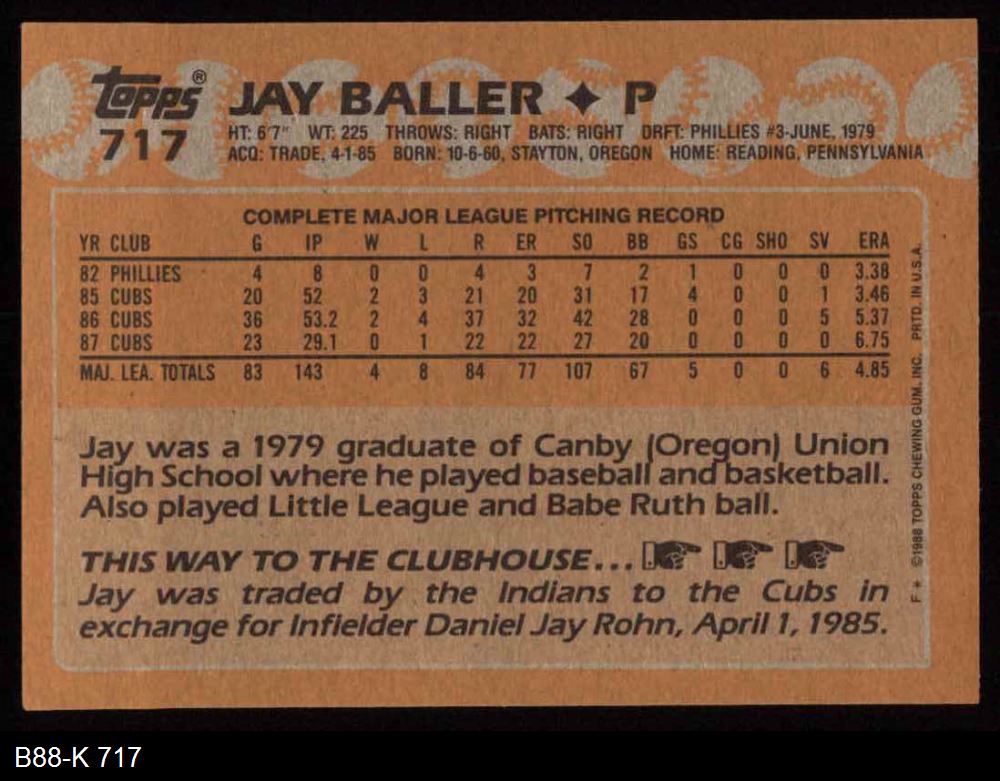 Topps®
717
JAY BALLER ✦ P
HT: 6'7" WT: 225 THROWS: RIGHT BATS: RIGHT DRFT: PHILLIES #3-JUNE, 1979
ACQ: TRADE, 4-1-85 BORN: 10-6-60, STAYTON, OREGON HOME: READING, PENNSYLVANIA
COMPLETE MAJOR LEAGUE PITCHING RECORD
YR CLUB G IP W L R ER SO BB GS CG SHO SV ERA
82 PHILLIES 4 8 0 0 4 3 7 2 1 0 0 0 3.38
85 CUBS 20 52 2 3 21 20 31 17 4 0 0 1 3.46
86 CUBS 36 53.2 2 4 37 32 42 28 0 0 0 5 5.37
87 CUBS 23 29.1 0 1 22 22 27 20 0 0 0 0 6.75
MAJ. LEA. TOTALS 83 143 4 8 84 77 107 67 5 0 0 6 4.85
Jay was a 1979 graduate of Canby (Oregon) Union
High School where he played baseball and basketball.
Also played Little League and Babe Ruth ball.
THIS WAY TO THE CLUBHOUSE...
Jay was traded by the Indians to the Cubs in
exchange for Infielder Daniel Jay Rohn, April 1, 1985.
F * ©1988 TOPPS CHEWING GUM, INC. PRTD. IN U.S.A.
B88-K 717